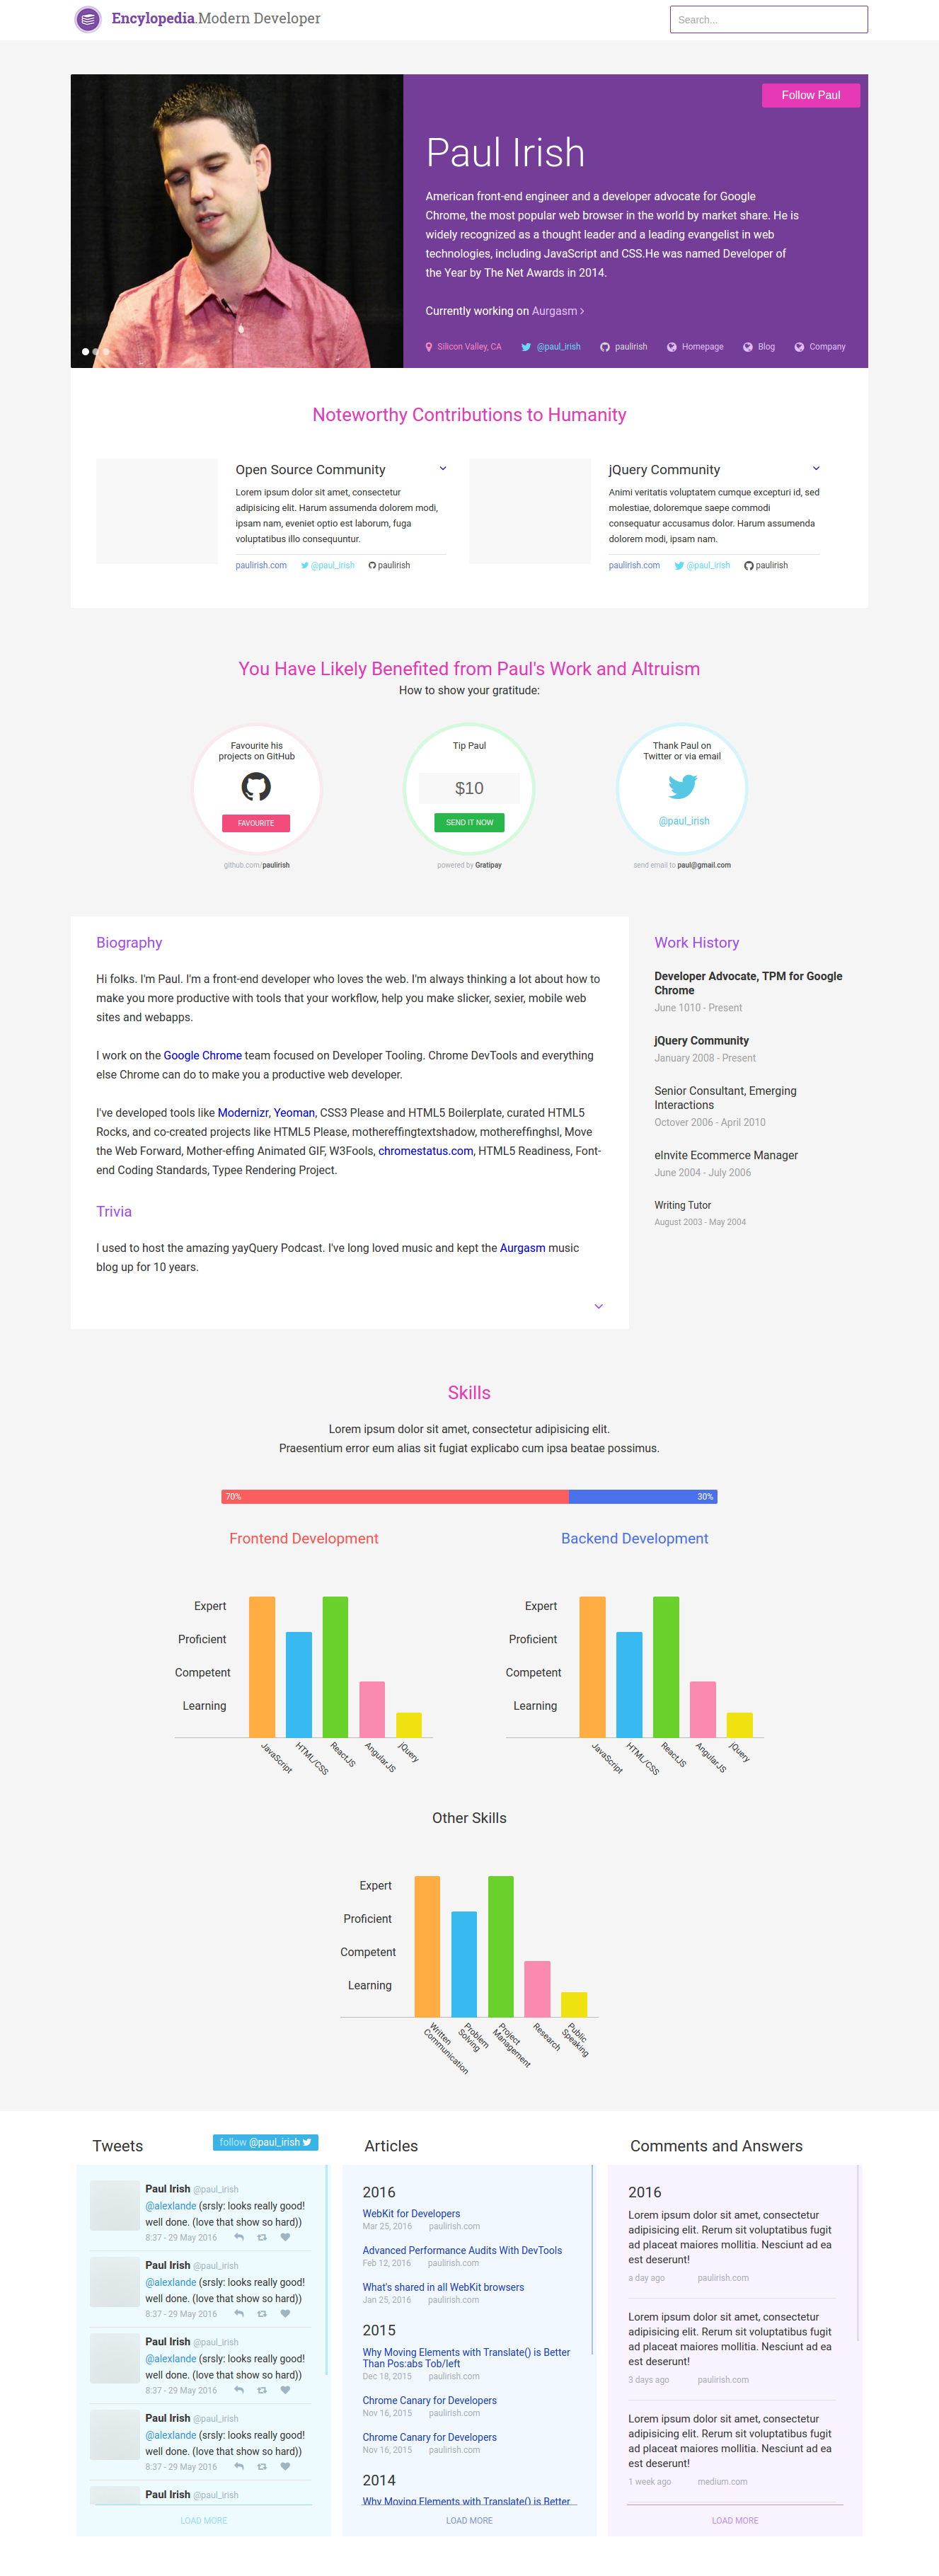 Encylopedia.Modern Developer
Search...
Follow Paul
Paul Irish
American front-end engineer and a developer advocate for Google
Chrome, the most popular web browser in the world by market share. He is
widely recognized as a thought leader and a leading evangelist in web
technologies, including JavaScript and CSS.He was named Developer of
the Year by The Net Awards in 2014.
Currently working on Aurgasm
Silicon Valley, CA @paul_irish paulirish Homepage Blog Company
Noteworthy Contributions to Humanity
Open Source Community
Lorem ipsum dolor sit amet, consectetur
adipisicing elit. Harum assumenda dolorem modi,
ipsam nam, eveniet optio est laborum, fuga
voluptatibus illo consequuntur.
paulirish.com @paul_irish paulirish
jQuery Community
Animi veritatis voluptatem cumque excepturi id, sed
molestiae, doloremque saepe commodi
consequatur accusamus dolor. Harum assumenda
dolorem modi, ipsam nam.
paulirish.com @paul_irish paulirish
You Have Likely Benefited from Paul's Work and Altruism
How to show your gratitude:
Favourite his
projects on GitHub
FAVOURITE
github.com/paulirish
Tip Paul
$10
SEND IT NOW
powered by Gratipay
Thank Paul on
Twitter or via email
@paul_irish
send email to paul@gmail.com
Biography
Hi folks. I'm Paul. I'm a front-end developer who loves the web. I'm always thinking a lot about how to
make you more productive with tools that your workflow, help you make slicker, sexier, mobile web
sites and webapps.
I work on the Google Chrome team focused on Developer Tooling. Chrome DevTools and everything
else Chrome can do to make you a productive web developer.
I've developed tools like Modernizr, Yeoman, CSS3 Please and HTML5 Boilerplate, curated HTML5
Rocks, and co-created projects like HTML5 Please, mothereffingtextshadow, mothereffinghsl, Move
the Web Forward, Mother-effing Animated GIF, W3Fools, chromestatus.com, HTML5 Readiness, Font-
end Coding Standards, Typee Rendering Project.
Trivia
I used to host the amazing yayQuery Podcast. I've long loved music and kept the Aurgasm music
blog up for 10 years.
Work History
Developer Advocate, TPM for Google
Chrome
June 1010 - Present
jQuery Community
January 2008 - Present
Senior Consultant, Emerging
Interactions
Octover 2006 - April 2010
eInvite Ecommerce Manager
June 2004 - July 2006
Writing Tutor
August 2003 - May 2004
Skills
Lorem ipsum dolor sit amet, consectetur adipisicing elit.
Praesentium error eum alias sit fugiat explicabo cum ipsa beatae possimus.
70% 30%
Frontend Development
Expert
Proficient
Competent
Learning
JavaScript
HTML/CSS
ReactJS
AngularJS
jQuery
Backend Development
Expert
Proficient
Competent
Learning
JavaScript
HTML/CSS
ReactJS
AngularJS
jQuery
Other Skills
Expert
Proficient
Competent
Learning
Written
Communication
Problem
Solving
Project
Management
Research
Public
Speaking
Tweets
follow @paul_irish
Paul Irish @paul_irish
@alexlande (srsly: looks really good!
well done. (love that show so hard))
8:37 - 29 May 2016
Paul Irish @paul_irish
@alexlande (srsly: looks really good!
well done. (love that show so hard))
8:37 - 29 May 2016
Paul Irish @paul_irish
@alexlande (srsly: looks really good!
well done. (love that show so hard))
8:37 - 29 May 2016
Paul Irish @paul_irish
@alexlande (srsly: looks really good!
well done. (love that show so hard))
8:37 - 29 May 2016
Paul Irish @paul_irish
LOAD MORE
Articles
2016
WebKit for Developers
Mar 25, 2016 paulirish.com
Advanced Performance Audits With DevTools
Feb 12, 2016 paulirish.com
What's shared in all WebKit browsers
Jan 25, 2016 paulirish.com
2015
Why Moving Elements with Translate() is Better
Than Pos:abs Tob/left
Dec 18, 2015 paulirish.com
Chrome Canary for Developers
Nov 16, 2015 paulirish.com
Chrome Canary for Developers
Nov 16, 2015 paulirish.com
2014
Why Moving Elements with Translate() is Better
LOAD MORE
Comments and Answers
2016
Lorem ipsum dolor sit amet, consectetur
adipisicing elit. Rerum sit voluptatibus fugit
ad placeat maiores mollitia. Nesciunt ad ea
est deserunt!
a day ago paulirish.com
Lorem ipsum dolor sit amet, consectetur
adipisicing elit. Rerum sit voluptatibus fugit
ad placeat maiores mollitia. Nesciunt ad ea
est deserunt!
3 days ago paulirish.com
Lorem ipsum dolor sit amet, consectetur
adipisicing elit. Rerum sit voluptatibus fugit
ad placeat maiores mollitia. Nesciunt ad ea
est deserunt!
1 week ago medium.com
LOAD MORE